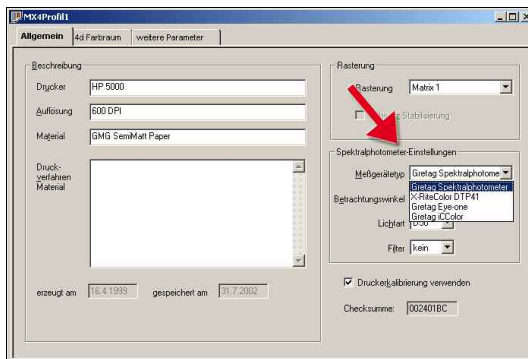 MX4Profil1
Allgemein
4d Farbraum
weitere Parameter
Beschreibung
Drucker
HP 5000
Auflösung
600 DPI
Material
GMG SemiMatt Paper
Druck-
verfahren
Material
erzeugt am
16.4.1999
gespeichert am
31.7.2002
Rasterung
Rasterung
Matrix 1
Stabilisierung
Spektralphotometer-Einstellungen
Meßgerätetyp
Gretag Spektralphotome
Gretag Spektralphotometer
X-RiteColor DTP41
Gretag Eye-one
Gretag iCColor
Betrachtungswinkel
Lichtart
D50
Filter
kein
Druckerkalibrierung verwenden
Checksumme:
002401BC